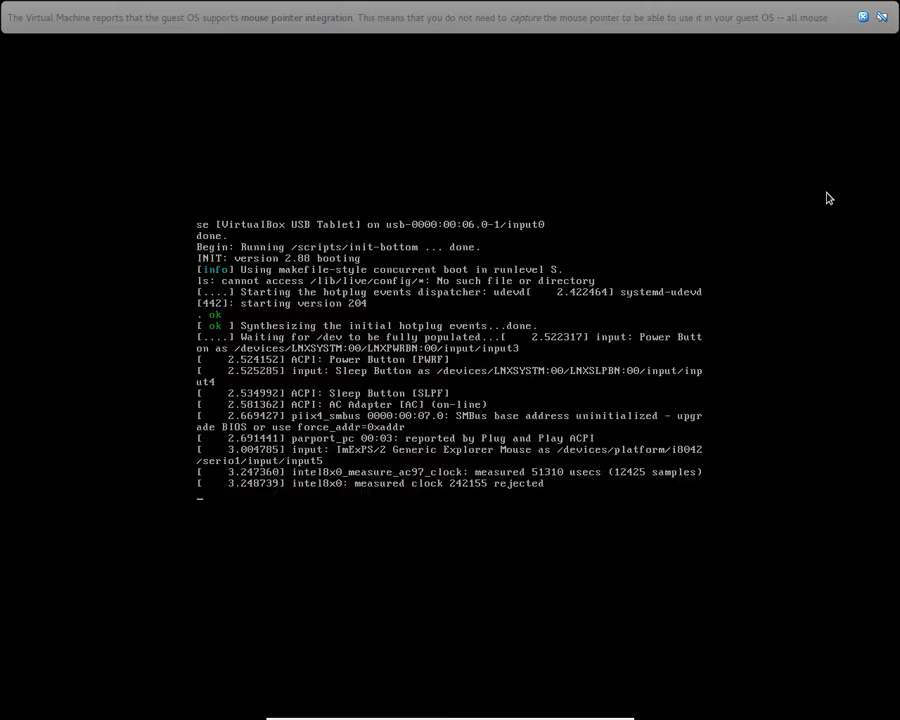 The Virtual Machine reports that the guest OS supports mouse pointer integration. This means that you do not need to capture the mouse pointer to be able to use it in your guest OS -- all mouse
se [VirtualBox USB Tablet] on usb-0000:00:06.0-1/input0
done.
Begin: Running /scripts/init-bottom ... done.
INIT: version 2.88 booting
[info] Using makefile-style concurrent boot in runlevel S.
ls: cannot access /lib/live/config/*: No such file or directory
[....] Starting the hotplug events dispatcher: udevd[    2.422464] systemd-udevd
[442]: starting version 204
. ok
[ ok ] Synthesizing the initial hotplug events...done.
[....] Waiting for /dev to be fully populated...[    2.522317] input: Power Butt
on as /devices/LNXSYSTM:00/LNXPWRBN:00/input/input3
[    2.524152] ACPI: Power Button [PWRF]
[    2.525285] input: Sleep Button as /devices/LNXSYSTM:00/LNXSLPBN:00/input/inp
ut4
[    2.534992] ACPI: Sleep Button [SLPF]
[    2.581362] ACPI: AC Adapter [AC] (on-line)
[    2.669427] piix4_smbus 0000:00:07.0: SMBus base address uninitialized - upgr
ade BIOS or use force_addr=0xaddr
[    2.691441] parport_pc 00:03: reported by Plug and Play ACPI
[    3.004785] input: ImExPS/2 Generic Explorer Mouse as /devices/platform/i8042
/serio1/input/input5
[    3.247360] intel8x0_measure_ac97_clock: measured 51310 usecs (12425 samples)
[    3.248739] intel8x0: measured clock 242155 rejected